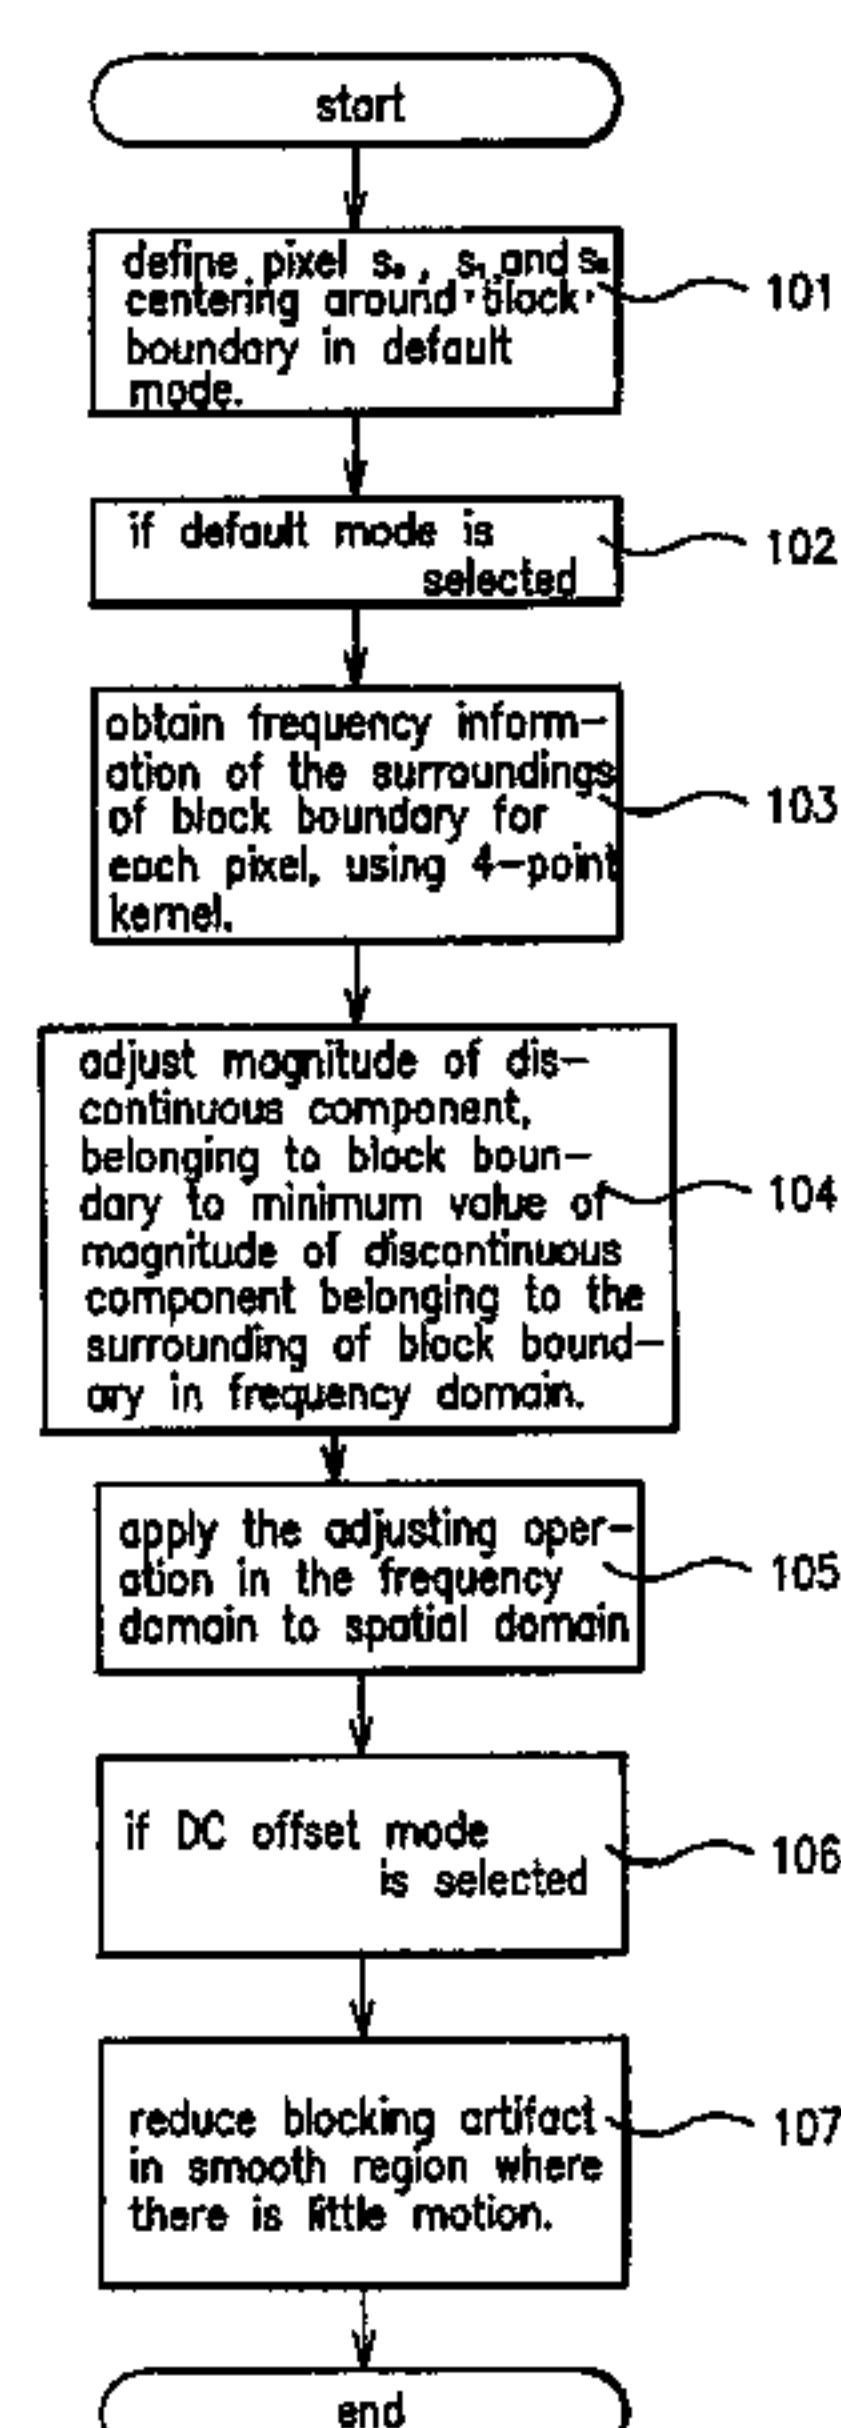 start
define pixel s₀, s₁ and s₂
centering around block
boundary in default
mode.
101
if default mode is
selected
102
obtain frequency inform-
ation of the surroundings
of block boundary for
each pixel, using 4-point
kernel.
103
adjust magnitude of dis-
continuous component,
belonging to block boun-
dary to minimum value of
magnitude of discontinuous
component belonging to the
surrounding of block bound-
ary in frequency domain.
104
apply the adjusting oper-
ation in the frequency
domain to spatial domain
105
if DC offset mode
is selected
106
reduce blocking artifact
in smooth region where
there is little motion.
107
end